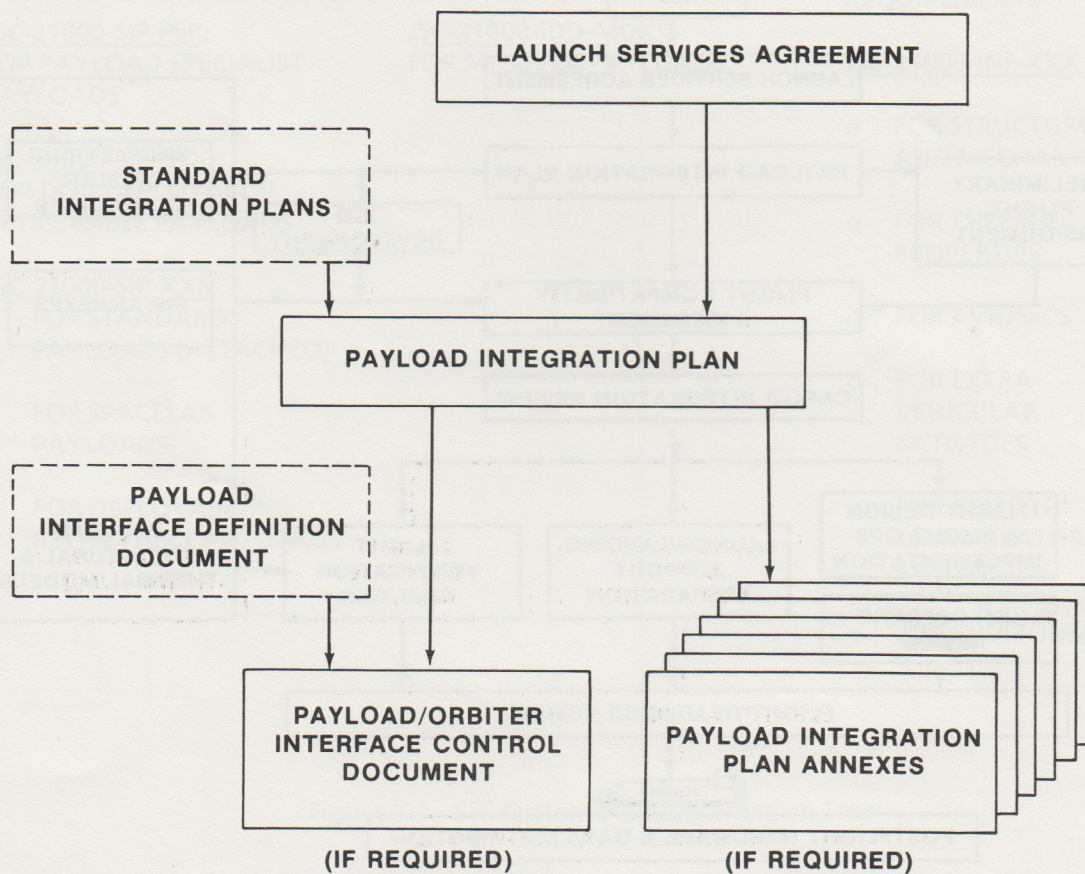 LAUNCH SERVICES AGREEMENT
STANDARD
INTEGRATION PLANS
PAYLOAD INTEGRATION PLAN
PAYLOAD
INTERFACE DEFINITION
DOCUMENT
PAYLOAD/ORBITER
INTERFACE CONTROL
DOCUMENT
(IF REQUIRED)
PAYLOAD INTEGRATION
PLAN ANNEXES
(IF REQUIRED)